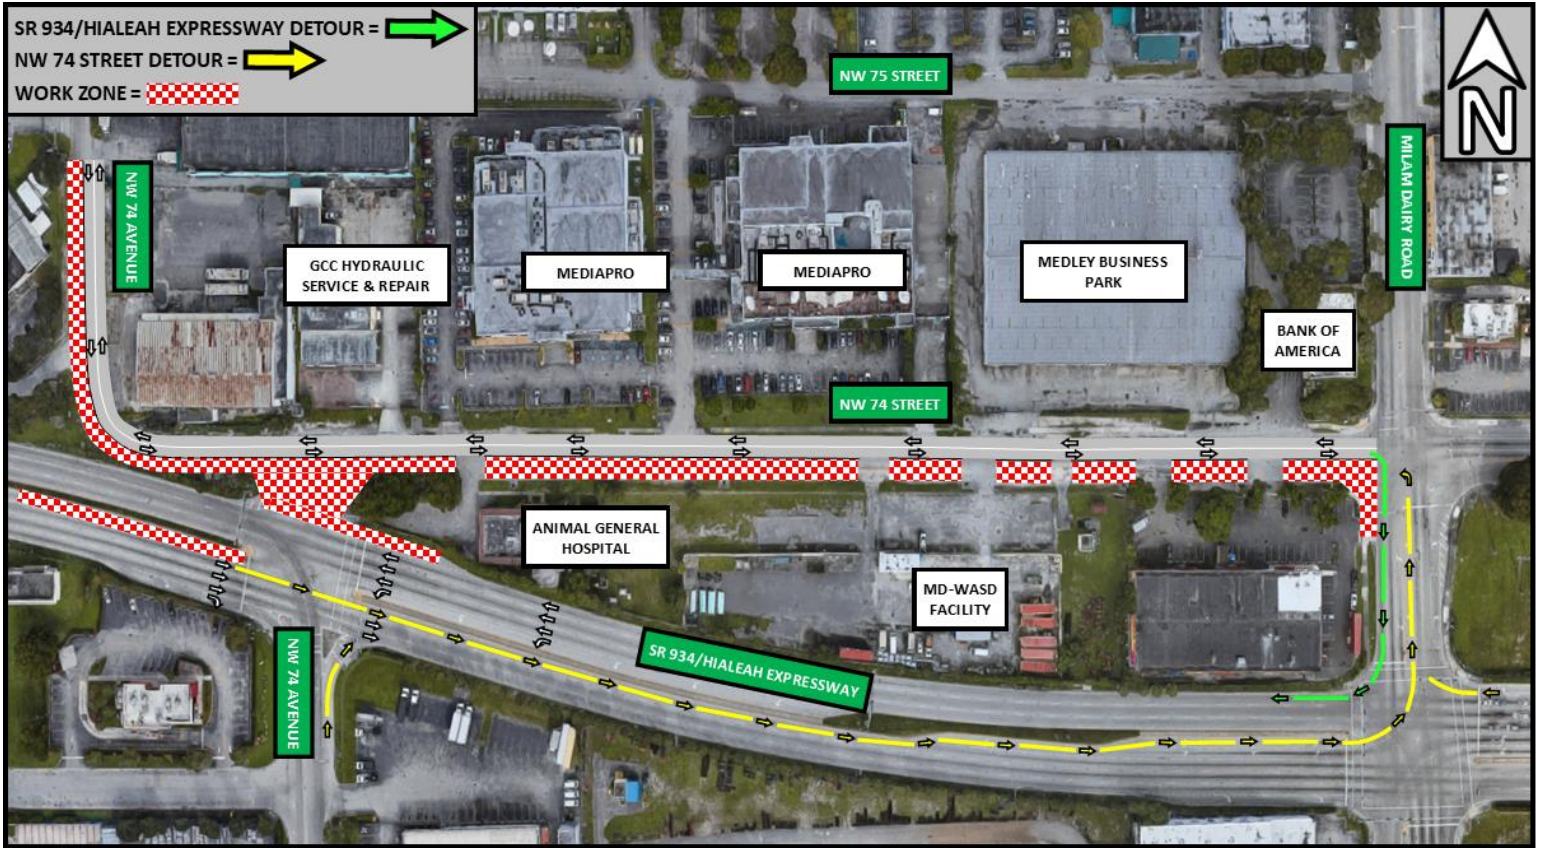 SR 934/HIALEAH EXPRESSWAY DETOUR =
NW 74 STREET DETOUR =
WORK ZONE =
N
NW 75 STREET
MILAM DAIRY ROAD
NW 74 AVENUE
GCC HYDRAULIC
SERVICE & REPAIR
MEDIAPRO
MEDIAPRO
MEDLEY BUSINESS
PARK
BANK OF
AMERICA
NW 74 STREET
ANIMAL GENERAL
HOSPITAL
MD-WASD
FACILITY
SR 934/HIALEAH EXPRESSWAY
NW 74 AVENUE